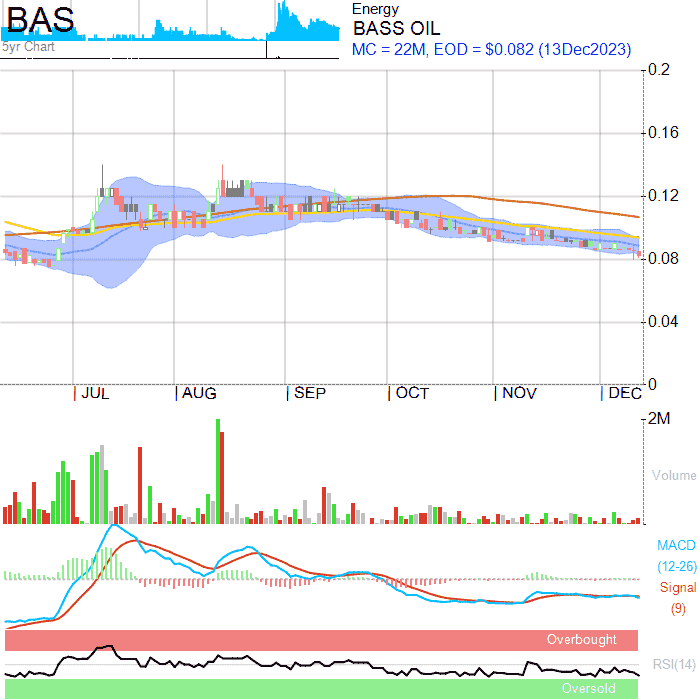 BAS
5yr Chart
Energy
BASS OIL
MC = 22M, EOD = $0.082 (13Dec2023)
0.2
0.16
0.12
0.08
0.04
0
JUL AUG SEP OCT NOV DEC
2M
Volume
MACD
(12-26)
Signal
(9)
Overbought
RSI(14)
Oversold